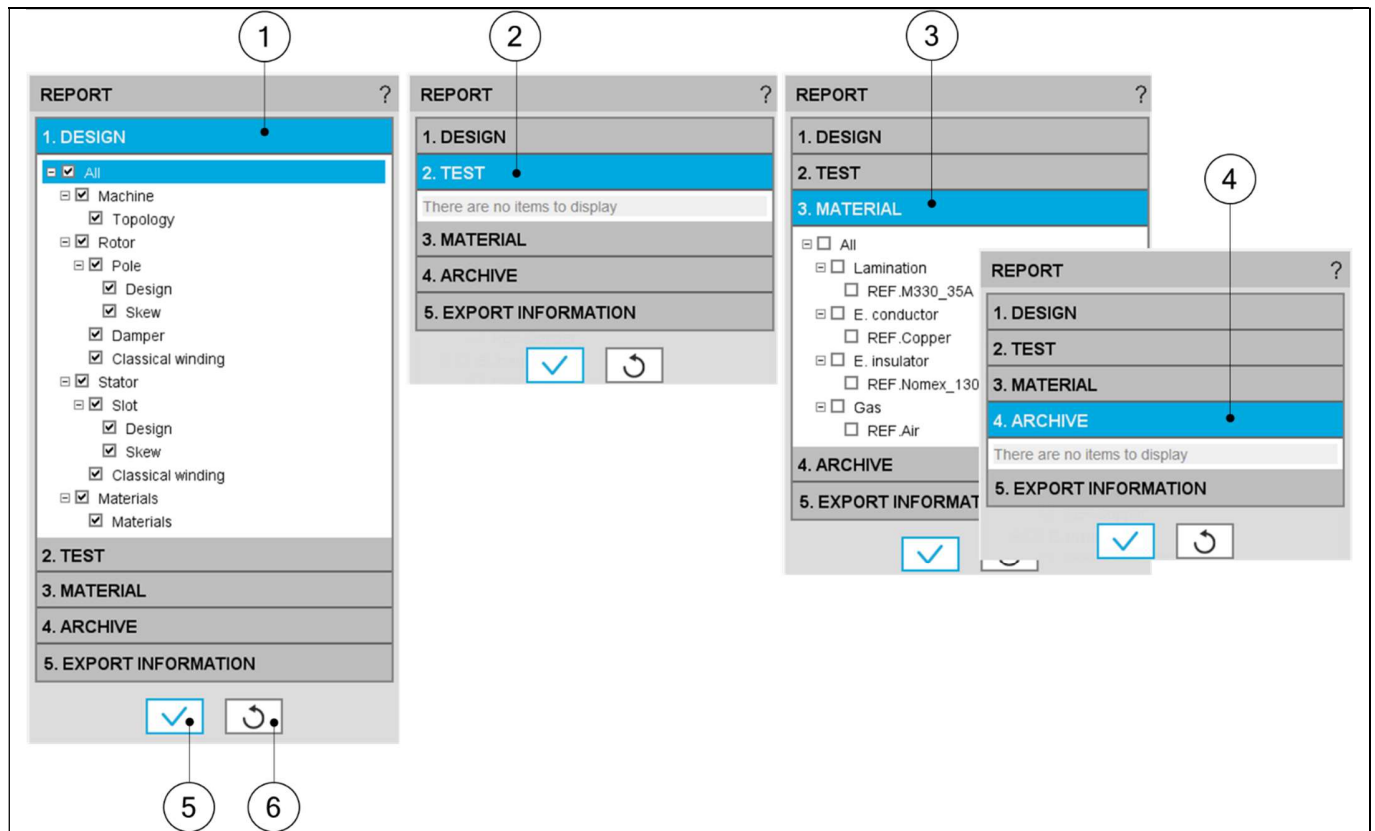 1
2
3
4
REPORT ?
1. DESIGN
All
Machine
Topology
Rotor
Pole
Design
Skew
Damper
Classical winding
Stator
Slot
Design
Skew
Classical winding
Materials
Materials
2. TEST
3. MATERIAL
4. ARCHIVE
5. EXPORT INFORMATION
5
6
REPORT ?
1. DESIGN
2. TEST
There are no items to display
3. MATERIAL
4. ARCHIVE
5. EXPORT INFORMATION
REPORT ?
1. DESIGN
2. TEST
3. MATERIAL
All
Lamination
REF.M330_35A
E. conductor
REF.Copper
E. insulator
REF.Nomex_130
Gas
REF.Air
4. ARCHIVE
5. EXPORT INFORMAT
REPORT ?
1. DESIGN
2. TEST
3. MATERIAL
4. ARCHIVE
There are no items to display
5. EXPORT INFORMATION